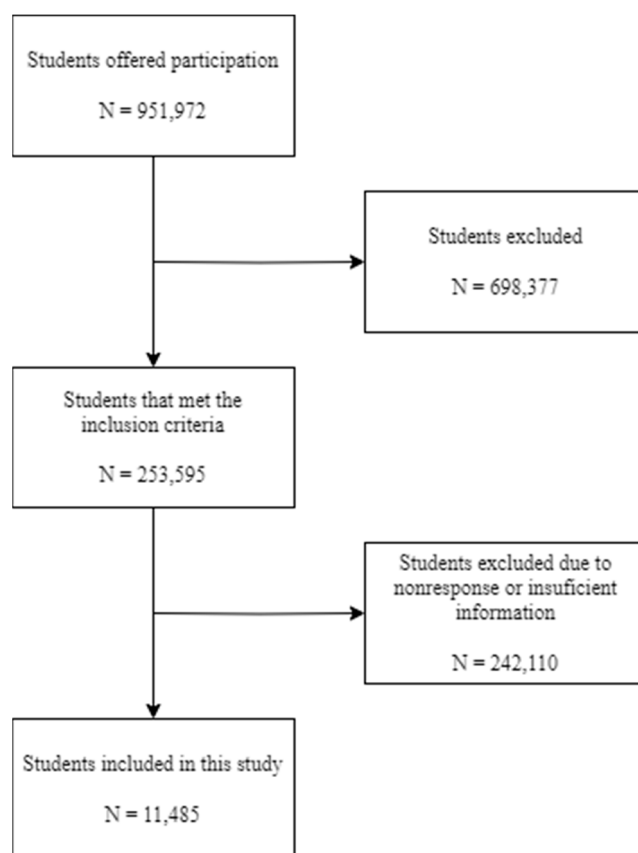 Students offered participation
N = 951,972
Students excluded
N = 698,377
Students that met the
inclusion criteria
N = 253,595
Students excluded due to
nonresponse or insuficient
information
N = 242,110
Students included in this study
N = 11,485